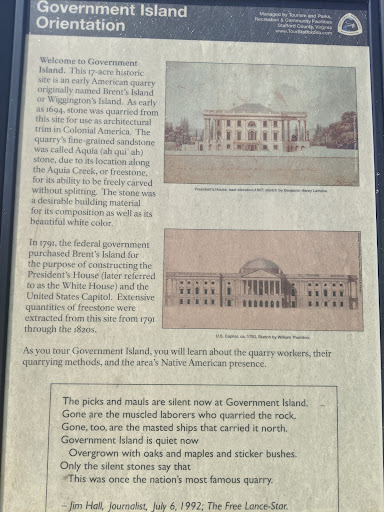 Government Island
Orientation
Managed by Tourism and Parks,
Recreation & Community Facilities
Stafford County, Virginia
Welcome to Government
Island. This 17-acre historic
site is an early American quarry
originally named Brent's Island
or Wiggington's Island. As early
as 1694, stone was quarried from
this site for use as architectural
trim in Colonial America. The
quarry's fine-grained sandstone
was called Aquia (ah qui' ah)
stone, due to its location along
the Aquia Creek, or freestone,
for its ability to be freely carved
without splitting. The stone was
a desirable building material
for its composition as well as its
beautiful white color.
President's House, east elevation,
In 1791, the federal government
purchased Brent's Island for
the purpose of constructing the
President's House (later referred
to as the White House) and the
United States Capitol. Extensive
quantities of freestone were
extracted from this site from 1791
through the 1820s.
U.S. Capitol, ca. 1793, Sketch by William Thornton.
As you tour Government Island, you will learn about the quarry workers, their
quarrying methods, and the area's Native American presence.
The picks and mauls are silent now at Government Island.
Gone are the muscled laborers who quarried the rock.
Gone, too, are the masted ships that carried it north.
Government Island is quiet now
Overgrown with oaks and maples and sticker bushes.
Only the silent stones say that
This was once the nation's most famous quarry.
– Jim Hall, Journalist, July 6, 1992; The Free Lance-Star.